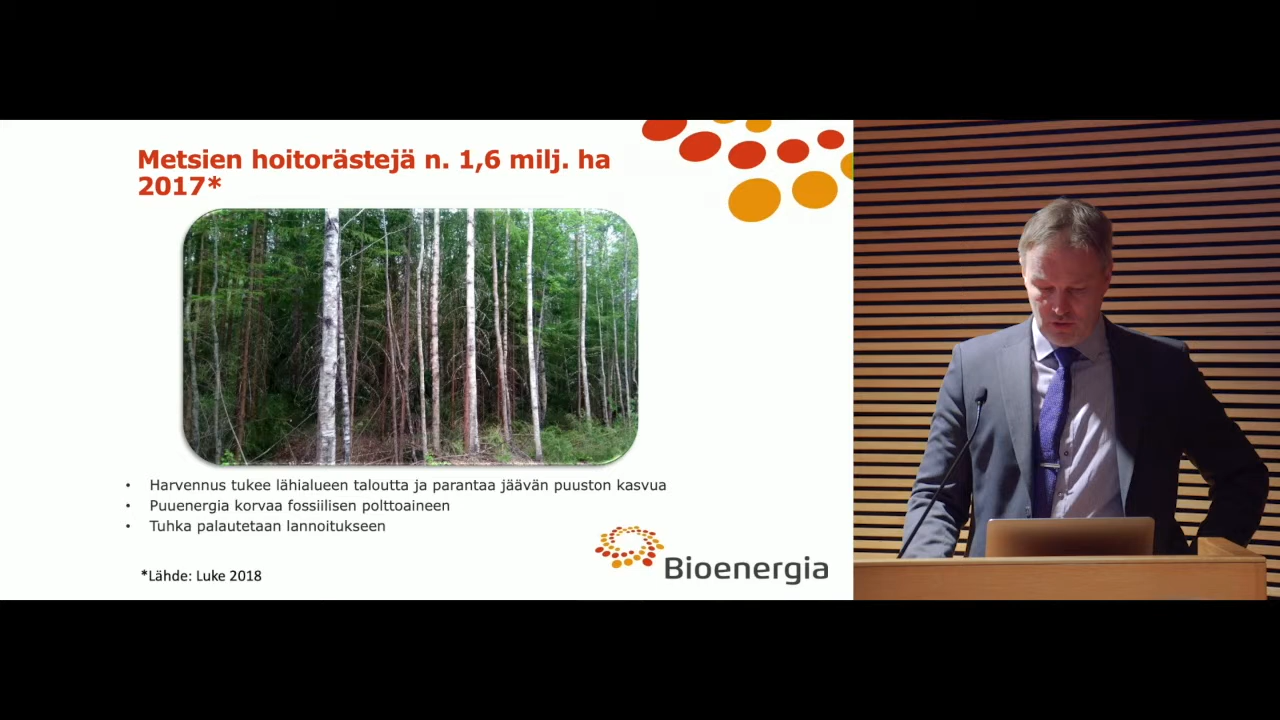 Metsien hoitorästejä n. 1,6 milj. ha
2017*
• Harvennus tukee lähialueen taloutta ja parantaa jäävän puuston kasvua
• Puuenergia korvaa fossiilisen polttoaineen
• Tuhka palautetaan lannoitukseen
*Lähde: Luke 2018
Bioenergia